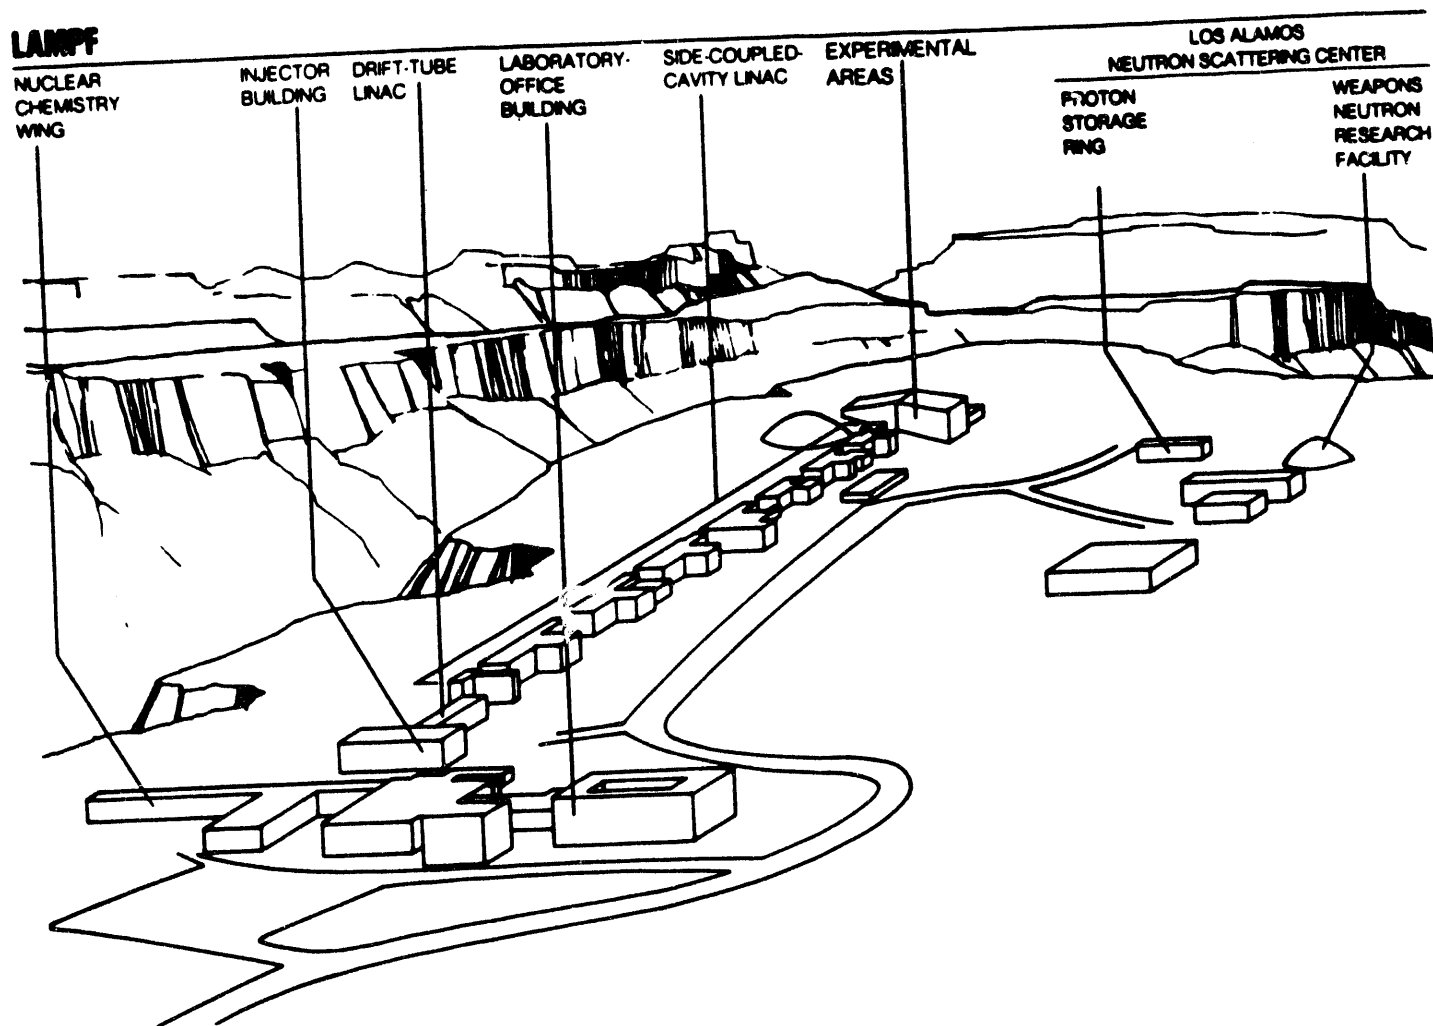 LAMPF
NUCLEAR
CHEMISTRY
WING
INJECTOR
BUILDING
DRIFT-TUBE
LINAC
LABORATORY-
OFFICE
BUILDING
SIDE-COUPLED-
CAVITY LINAC
EXPERIMENTAL
AREAS
LOS ALAMOS
NEUTRON SCATTERING CENTER
PROTON
STORAGE
RING
WEAPONS
NEUTRON
RESEARCH
FACILITY